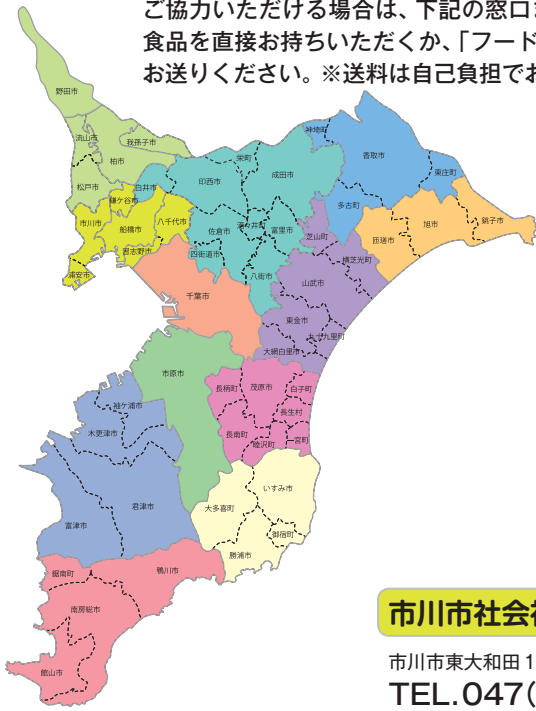 ご協力いただける場合は、下記の窓口
食品を直接お持ちいただくか、「フード
お送りください。※送料は自己負担でお
野田市
流山市
我孫子市
柏市
松戸市
鎌ケ谷市
白井市
市川市
船橋市
八千代市
習志野市
浦安市
印西市
栄町
成田市
佐倉市
酒々井町
富里市
四街道市
八街市
神崎町
香取市
東庄町
多古町
匝瑳市
旭市
銚子市
芝山町
横芝光町
山武市
東金市
九十九里町
大網白里市
千葉市
市原市
長柄町
茂原市
白子町
長生村
長南町
睦沢町
一宮町
袖ケ浦市
木更津市
君津市
富津市
いすみ市
大多喜町
御宿町
勝浦市
鋸南町
鴨川市
南房総市
館山市
市川市社会
市川市東大和田1
TEL.047(